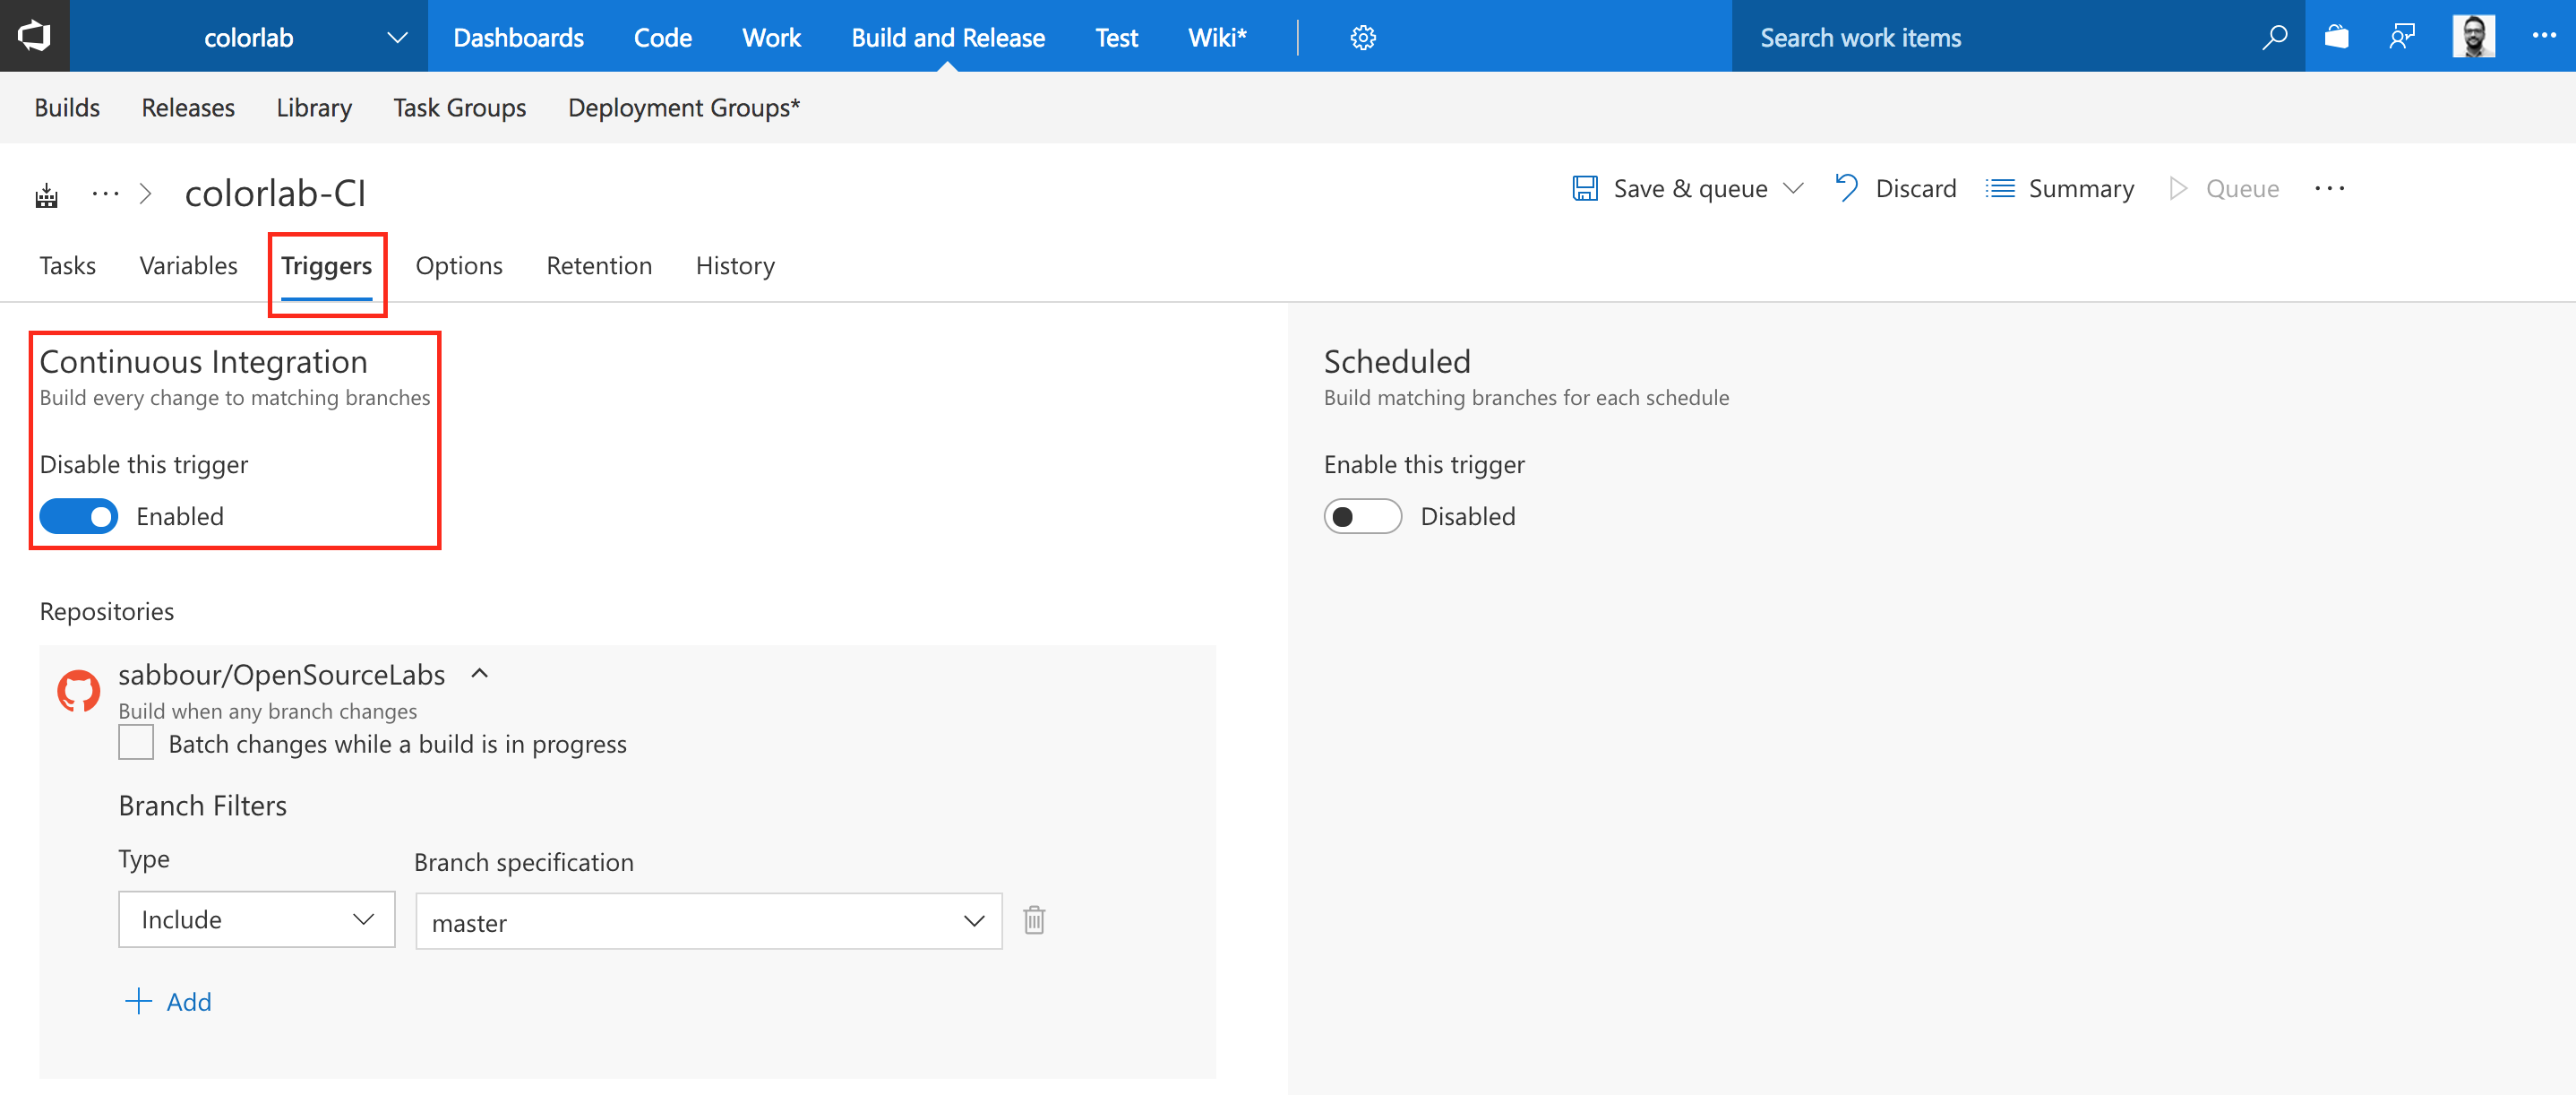 colorlab Dashboards Code Work Build and Release Test Wiki* Search work items
Builds Releases Library Task Groups Deployment Groups*
colorlab-CI Save & queue Discard Summary Queue
Tasks Variables Triggers Options Retention History
Continuous Integration
Build every change to matching branches
Disable this trigger
Enabled
Scheduled
Build matching branches for each schedule
Enable this trigger
Disabled
Repositories
sabbour/OpenSourceLabs
Build when any branch changes
Batch changes while a build is in progress
Branch Filters
Type Branch specification
Include master
Add